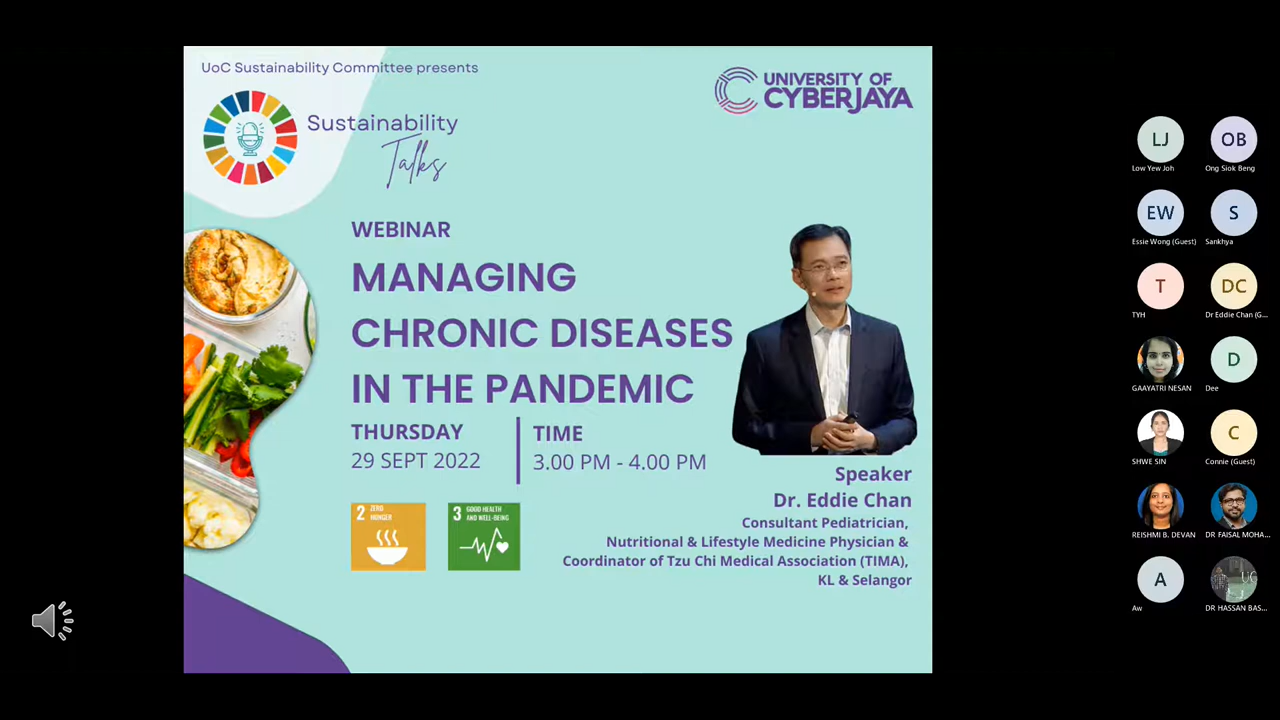 UoC Sustainability Committee presents
UNIVERSITY OF
CYBERJAYA
Sustainability
Talks
WEBINAR
MANAGING
CHRONIC DISEASES
IN THE PANDEMIC
THURSDAY
29 SEPT 2022
TIME
3.00 PM - 4.00 PM
2 ZERO
HUNGER
3 GOOD HEALTH
AND WELL-BEING
Speaker
Dr. Eddie Chan
Consultant Pediatrician,
Nutritional & Lifestyle Medicine Physician &
Coordinator of Tzu Chi Medical Association (TIMA),
KL & Selangor
LJ
Low Yew Joh
OB
Ong Siok Beng
EW
Essie Wong (Guest)
S
Sankhya
T
TYH
DC
Dr Eddie Chan (G...
GAAYATRI NESAN
D
Dee
SHWE SIN
C
Connie (Guest)
REISHMI B. DEVAN
DR FAISAL MOHA...
A
Aw
DR HASSAN BAS...